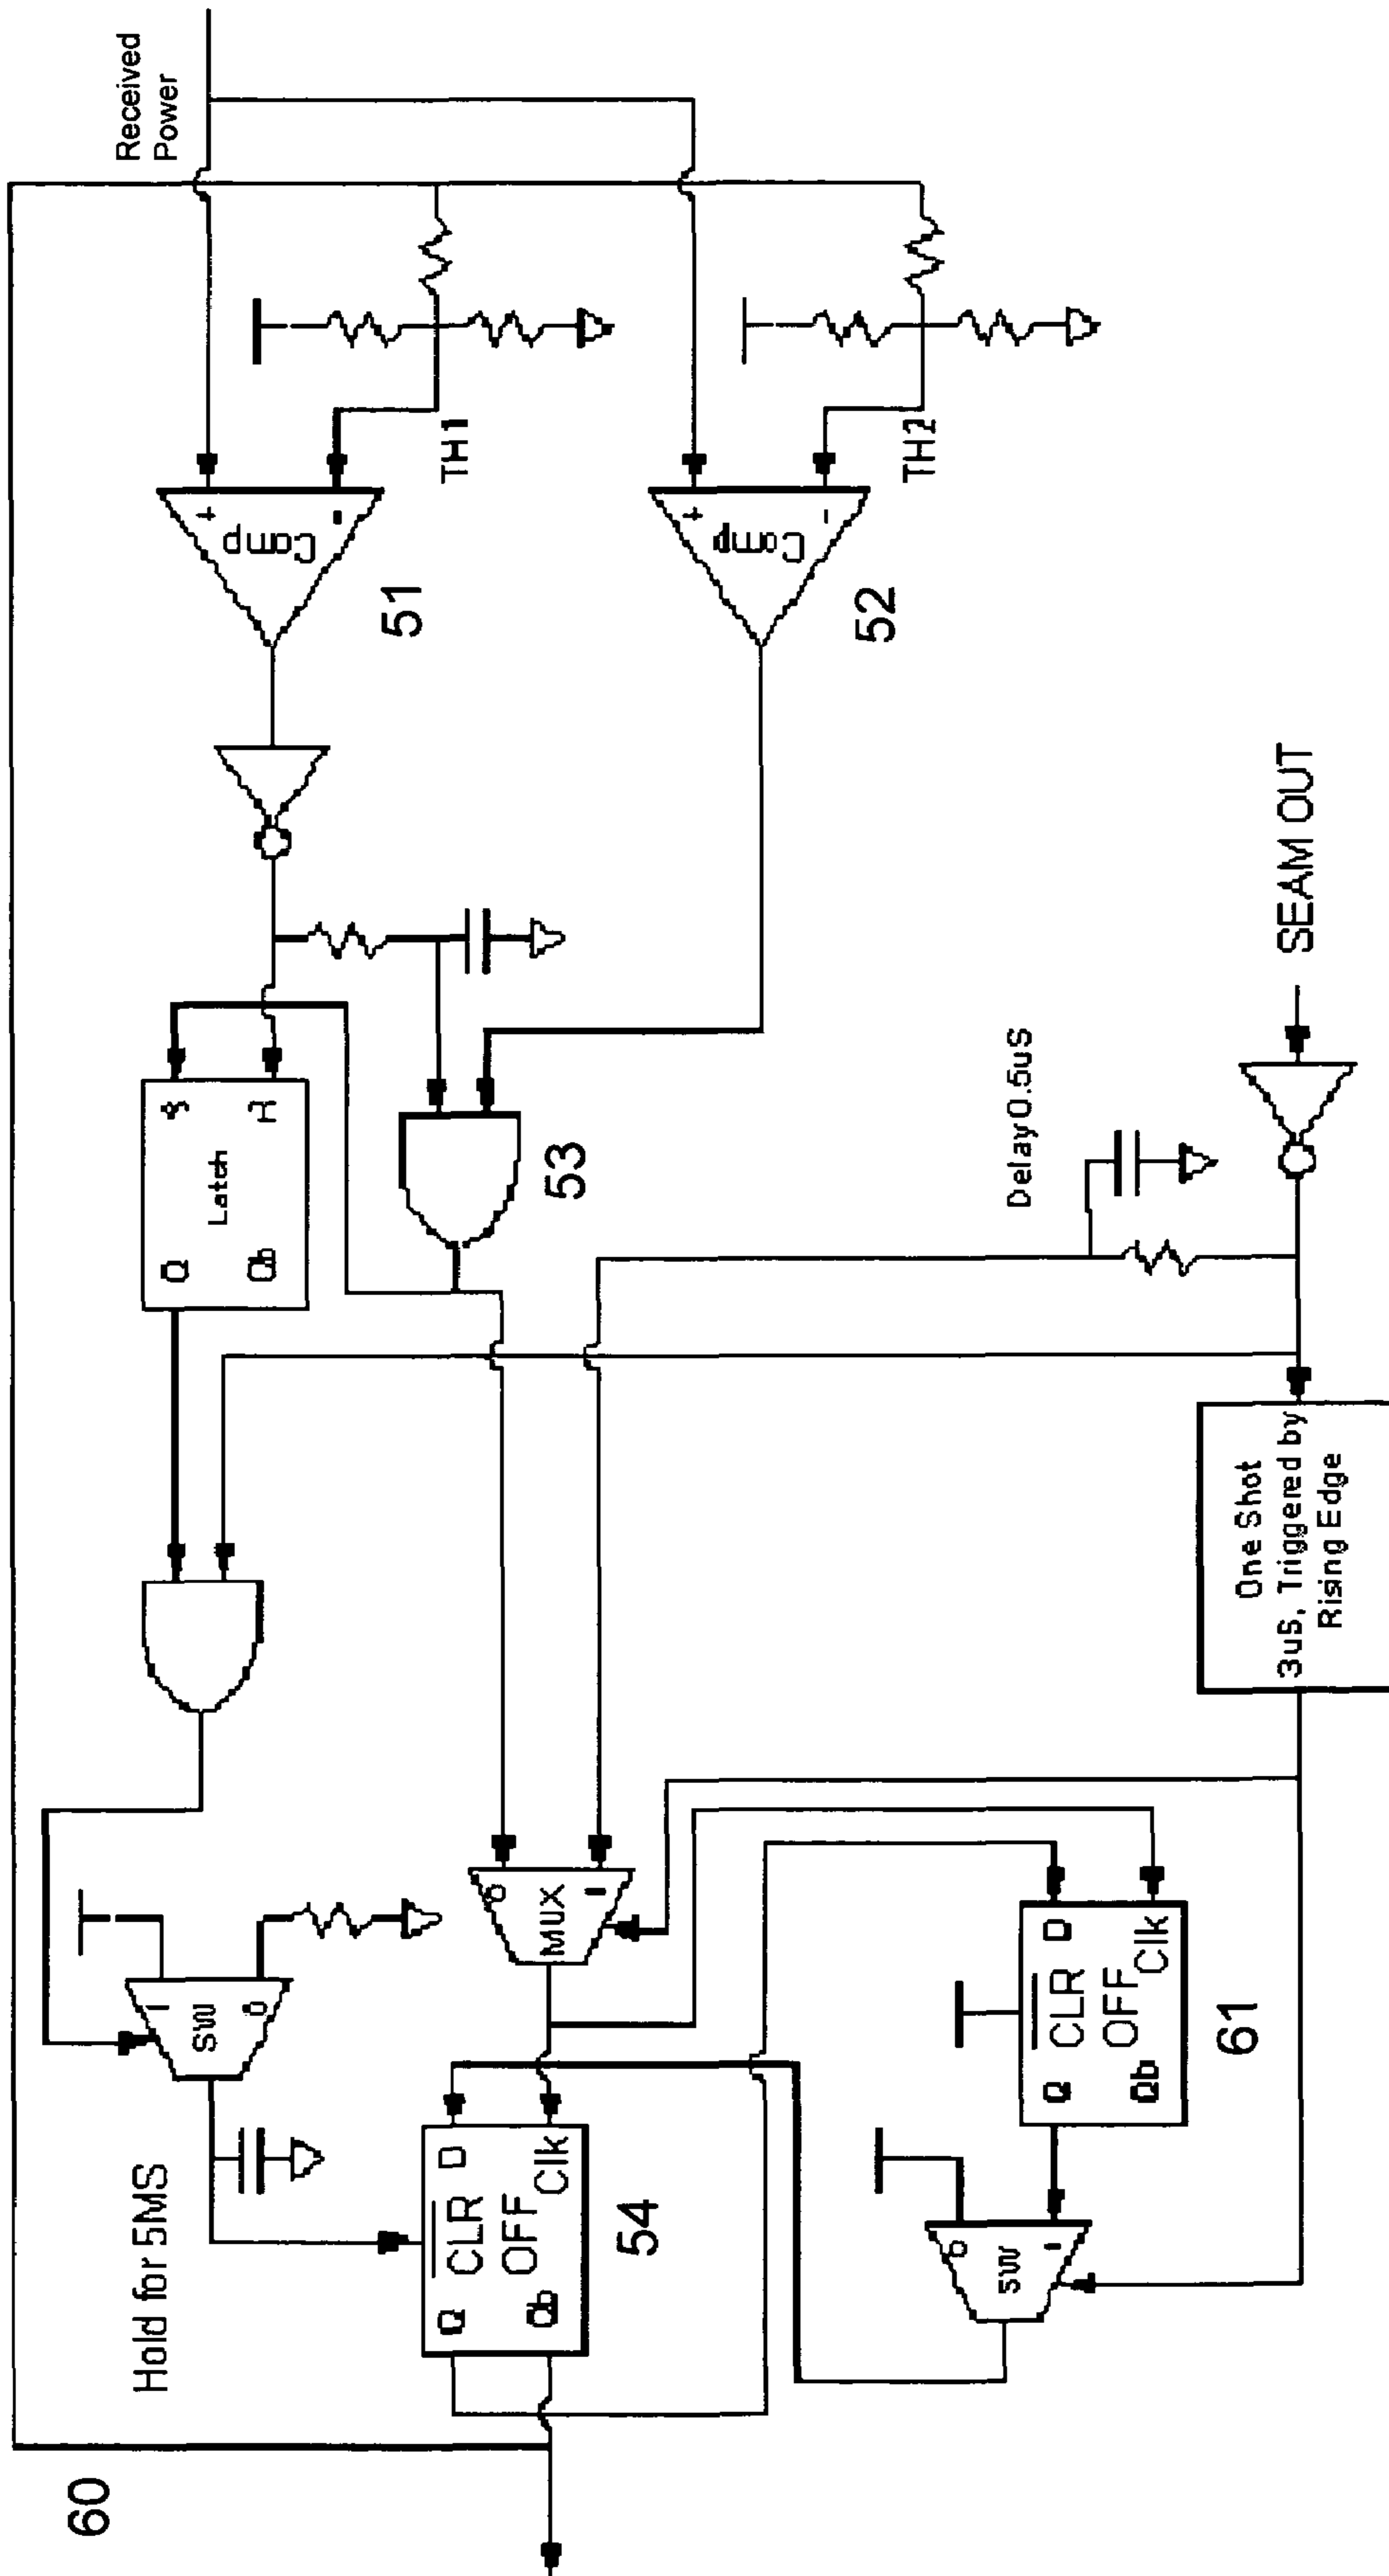 60
Hold for 5MS
SW
1
0
Q
Qb
CLR
OFF
D
Clk
54
MUX
0
1
Latch
Q
Qb
S
R
53
Received
Power
Comp
+
-
51
TH1
Comp
+
-
52
TH2
Delay 0.5uS
SEAM OUT
One Shot
3uS, Triggered by
Rising Edge
SW
0
1
Q
Qb
CLR
OFF
D
Clk
61